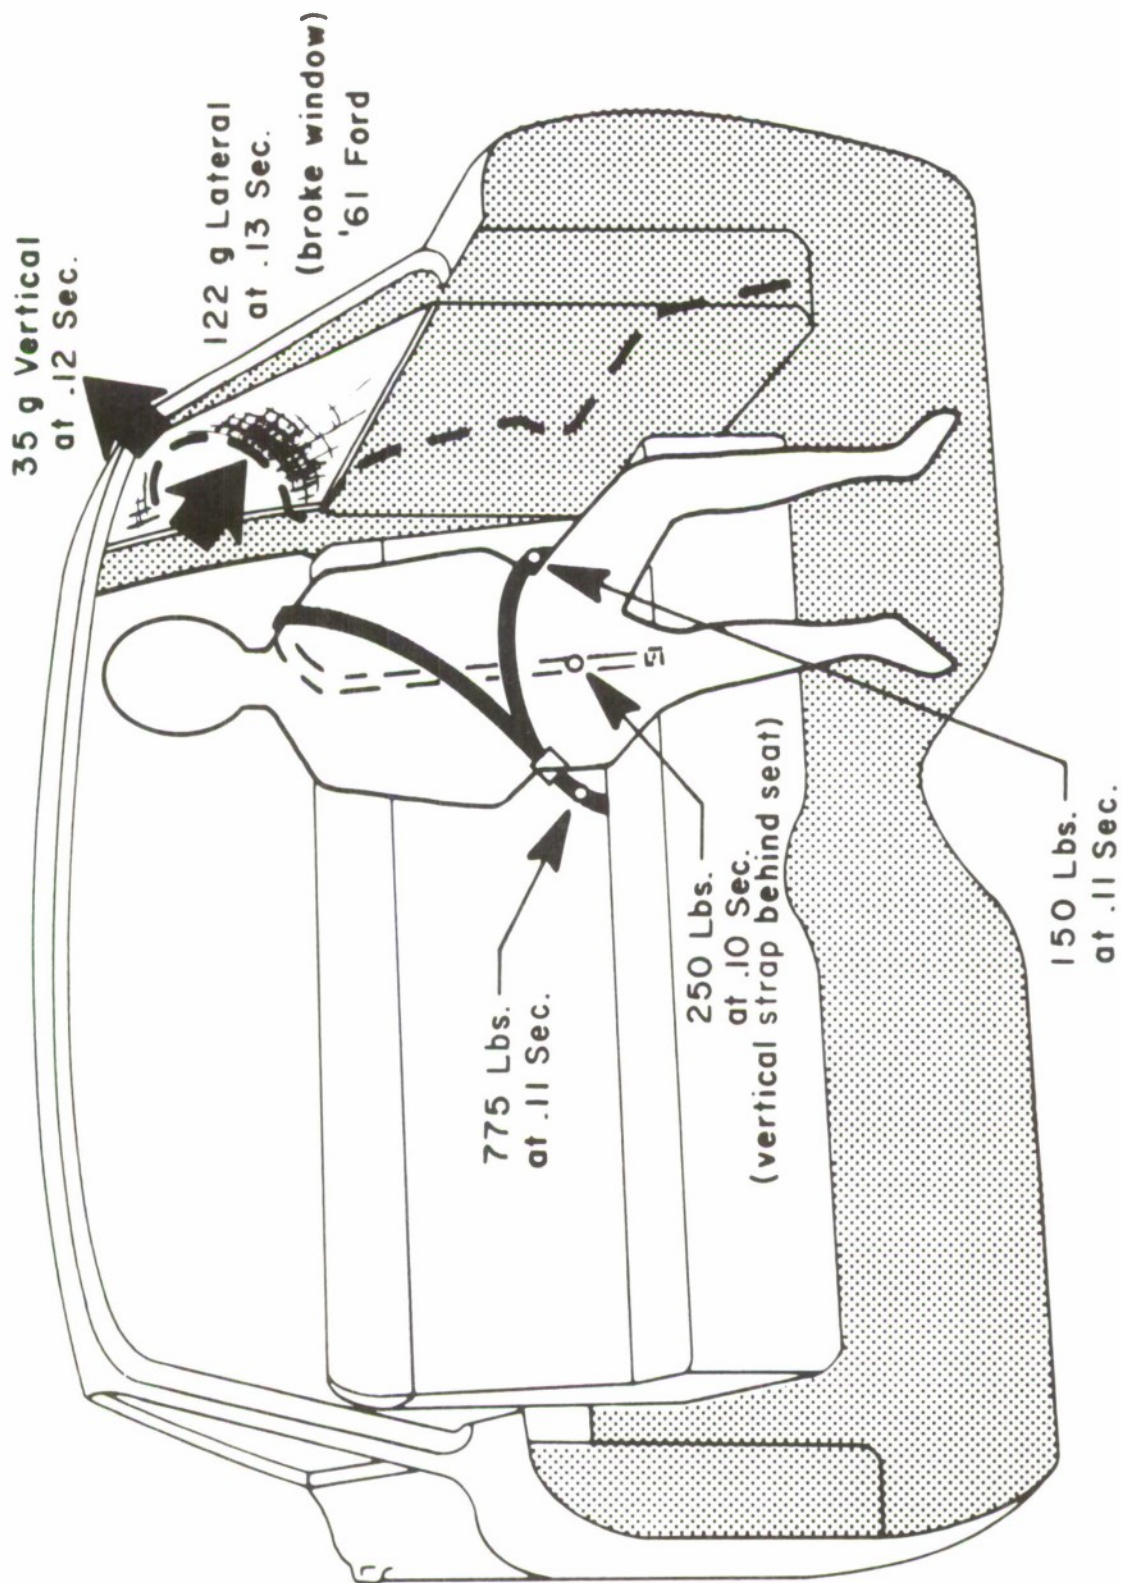 35 g Vertical
at .12 Sec.
122 g Lateral
at .13 Sec.
(broke window)
'61 Ford
775 Lbs.
at .11 Sec.
250 Lbs.
at .10 Sec.
(vertical strap behind seat)
150 Lbs.
at .11 Sec.